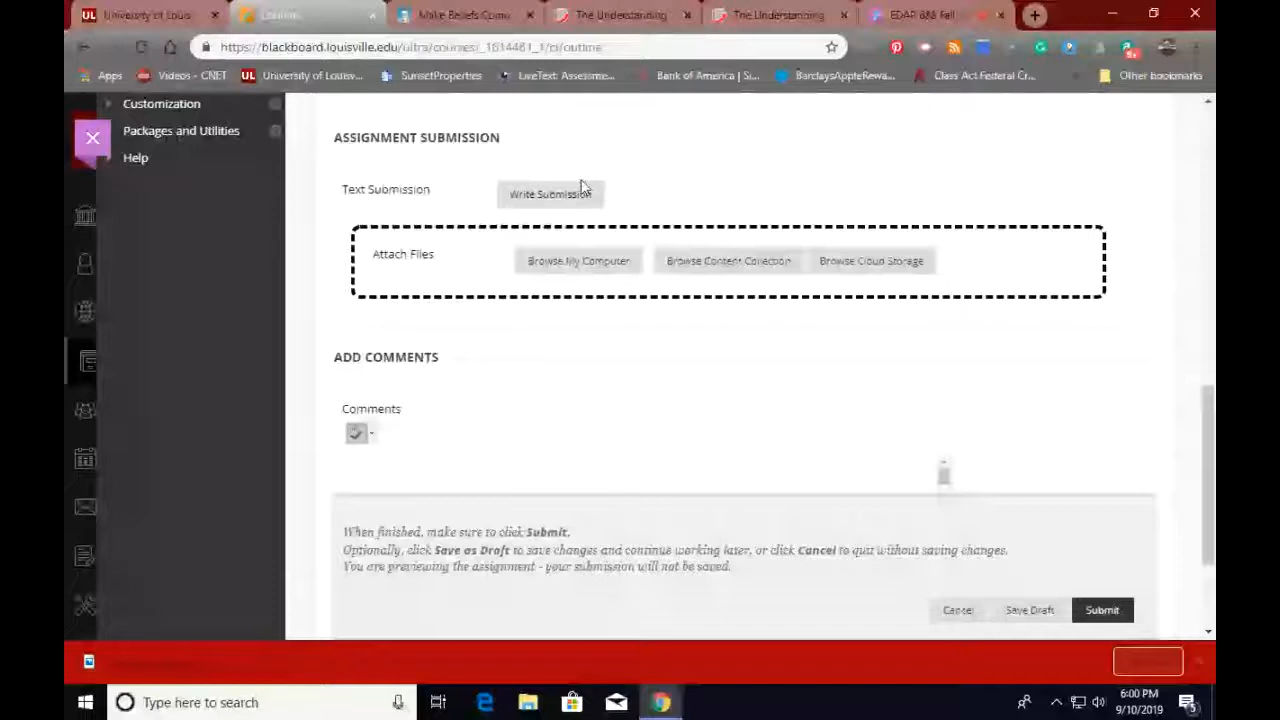 University of Louis
Make Beliefs Comi
The Understanding
The Understanding
EDAP 688 Fall
https://blackboard.louisville.edu/ultra/courses/_1614461_1/cl/outline
Apps
Videos - CNET
University of Louisv...
SunsetProperties
LiveText: Assessme...
Bank of America | Si...
BarclaysAppleRewa...
Class Act Federal Cr...
Other bookmarks
Customization
Packages and Utilities
Help
ASSIGNMENT SUBMISSION
Text Submission
Write Submission
Attach Files
Browse My Computer
Browse Content Collection
Browse Cloud Storage
ADD COMMENTS
Comments
When finished, make sure to click Submit.
Optionally, click Save as Draft to save changes and continue working later, or click Cancel to quit without saving changes.
You are previewing the assignment - your submission will not be saved.
Cancel
Save Draft
Submit
Type here to search
6:00 PM
9/10/2019